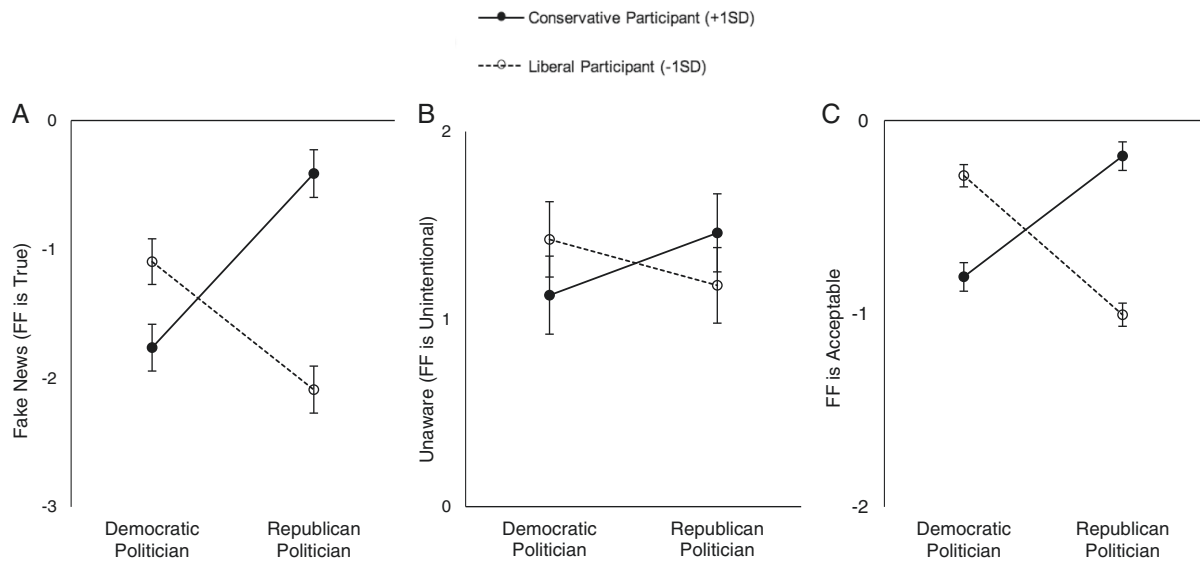 Conservative Participant (+1SD)
Liberal Participant (-1SD)
A
0
-1
-2
-3
Fake News (FF is True)
Democratic
Politician
Republican
Politician
B
2
1
0
Unaware (FF is Unintentional)
Democratic
Politician
Republican
Politician
C
0
-1
-2
FF is Acceptable
Democratic
Politician
Republican
Politician